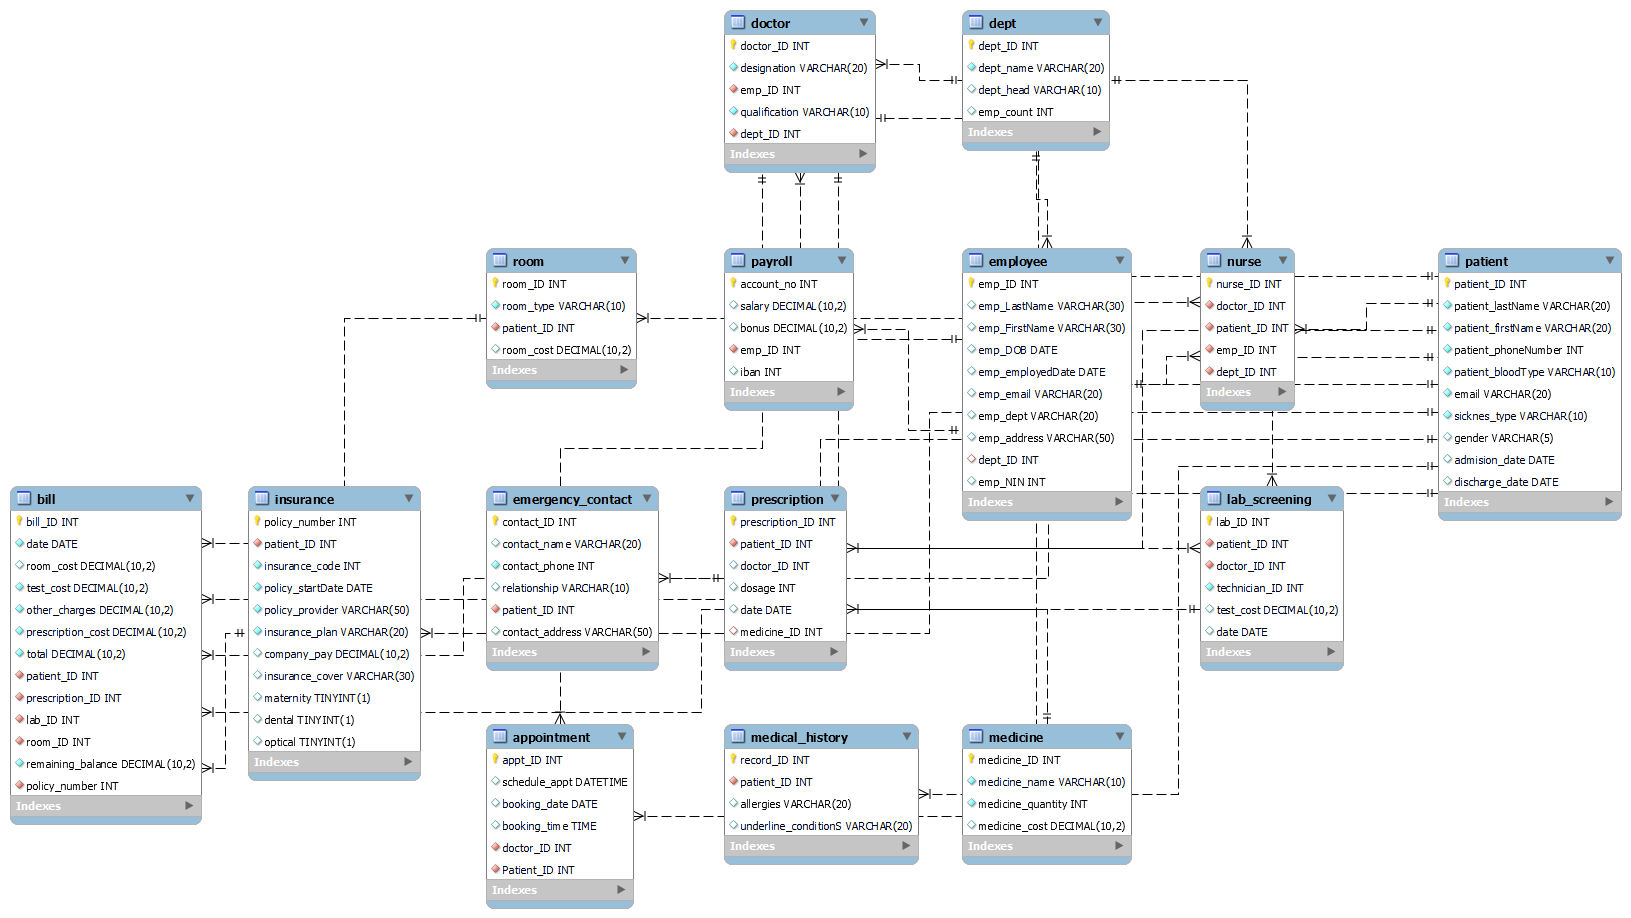 doctor
doctor_ID INT
designation VARCHAR(20)
emp_ID INT
qualification VARCHAR(10)
dept_ID INT
Indexes
dept
dept_ID INT
dept_name VARCHAR(20)
dept_head VARCHAR(10)
emp_count INT
Indexes
room
room_ID INT
room_type VARCHAR(10)
patient_ID INT
room_cost DECIMAL(10,2)
Indexes
payroll
account_no INT
salary DECIMAL(10,2)
bonus DECIMAL(10,2)
emp_ID INT
iban INT
Indexes
employee
emp_ID INT
emp_LastName VARCHAR(30)
emp_FirstName VARCHAR(30)
emp_DOB DATE
emp_employedDate DATE
emp_email VARCHAR(20)
emp_dept VARCHAR(20)
emp_address VARCHAR(50)
dept_ID INT
emp_NIN INT
Indexes
nurse
nurse_ID INT
doctor_ID INT
patient_ID INT
emp_ID INT
dept_ID INT
Indexes
patient
patient_ID INT
patient_lastName VARCHAR(20)
patient_firstName VARCHAR(20)
patient_phoneNumber INT
patient_bloodType VARCHAR(10)
email VARCHAR(20)
sicknes_type VARCHAR(10)
gender VARCHAR(5)
admision_date DATE
discharge_date DATE
Indexes
bill
bill_ID INT
date DATE
room_cost DECIMAL(10,2)
test_cost DECIMAL(10,2)
other_charges DECIMAL(10,2)
prescription_cost DECIMAL(10,2)
total DECIMAL(10,2)
patient_ID INT
prescription_ID INT
lab_ID INT
room_ID INT
remaining_balance DECIMAL(10,2)
policy_number INT
Indexes
insurance
policy_number INT
patient_ID INT
insurance_code INT
policy_startDate DATE
policy_provider VARCHAR(50)
insurance_plan VARCHAR(20)
company_pay DECIMAL(10,2)
insurance_cover VARCHAR(30)
maternity TINYINT(1)
dental TINYINT(1)
optical TINYINT(1)
Indexes
emergency_contact
contact_ID INT
contact_name VARCHAR(20)
contact_phone INT
relationship VARCHAR(10)
patient_ID INT
contact_address VARCHAR(50)
Indexes
prescription
prescription_ID INT
patient_ID INT
doctor_ID INT
dosage INT
date DATE
medicine_ID INT
Indexes
lab_screening
lab_ID INT
patient_ID INT
doctor_ID INT
technician_ID INT
test_cost DECIMAL(10,2)
date DATE
Indexes
appointment
appt_ID INT
schedule_appt DATETIME
booking_date DATE
booking_time TIME
doctor_ID INT
Patient_ID INT
Indexes
medical_history
record_ID INT
patient_ID INT
allergies VARCHAR(20)
underline_conditionS VARCHAR(20)
Indexes
medicine
medicine_ID INT
medicine_name VARCHAR(10)
medicine_quantity INT
medicine_cost DECIMAL(10,2)
Indexes